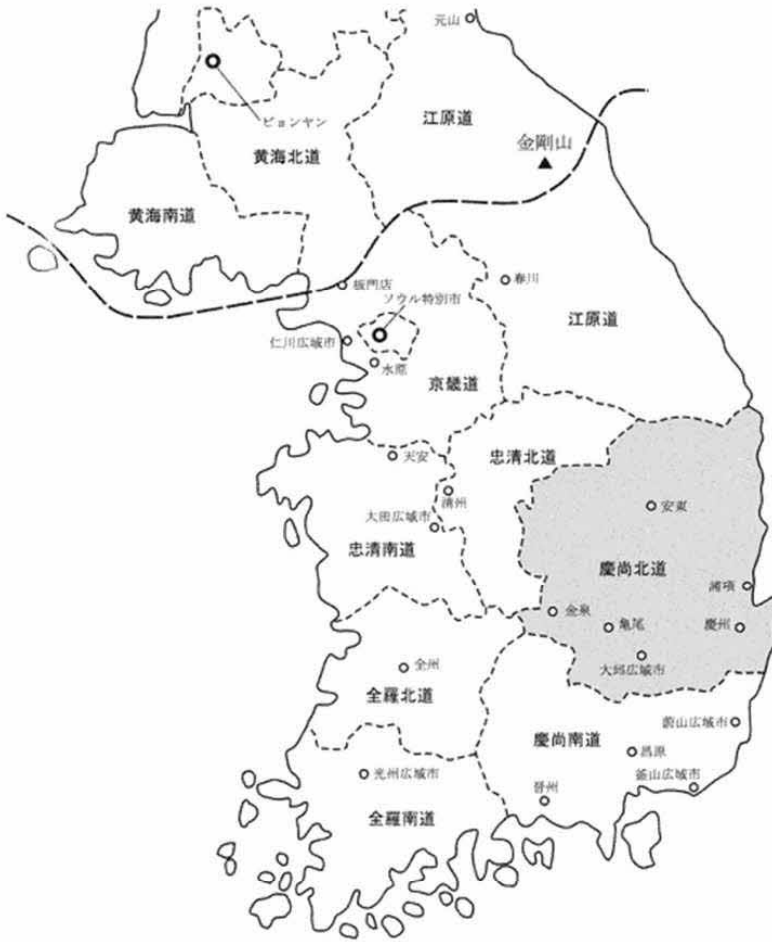 元山
ピョンヤン
江原道
金剛山
黄海北道
黄海南道
板門店
春川
ソウル特別市
江原道
仁川広域市
水原
京畿道
天安
忠清北道
清州
安東
大田広域市
忠清南道
慶尚北道
浦項
金泉
亀尾
慶州
大邱広域市
全州
全羅北道
蔚山広域市
慶尚南道
昌原
光州広域市
釜山広域市
晋州
全羅南道